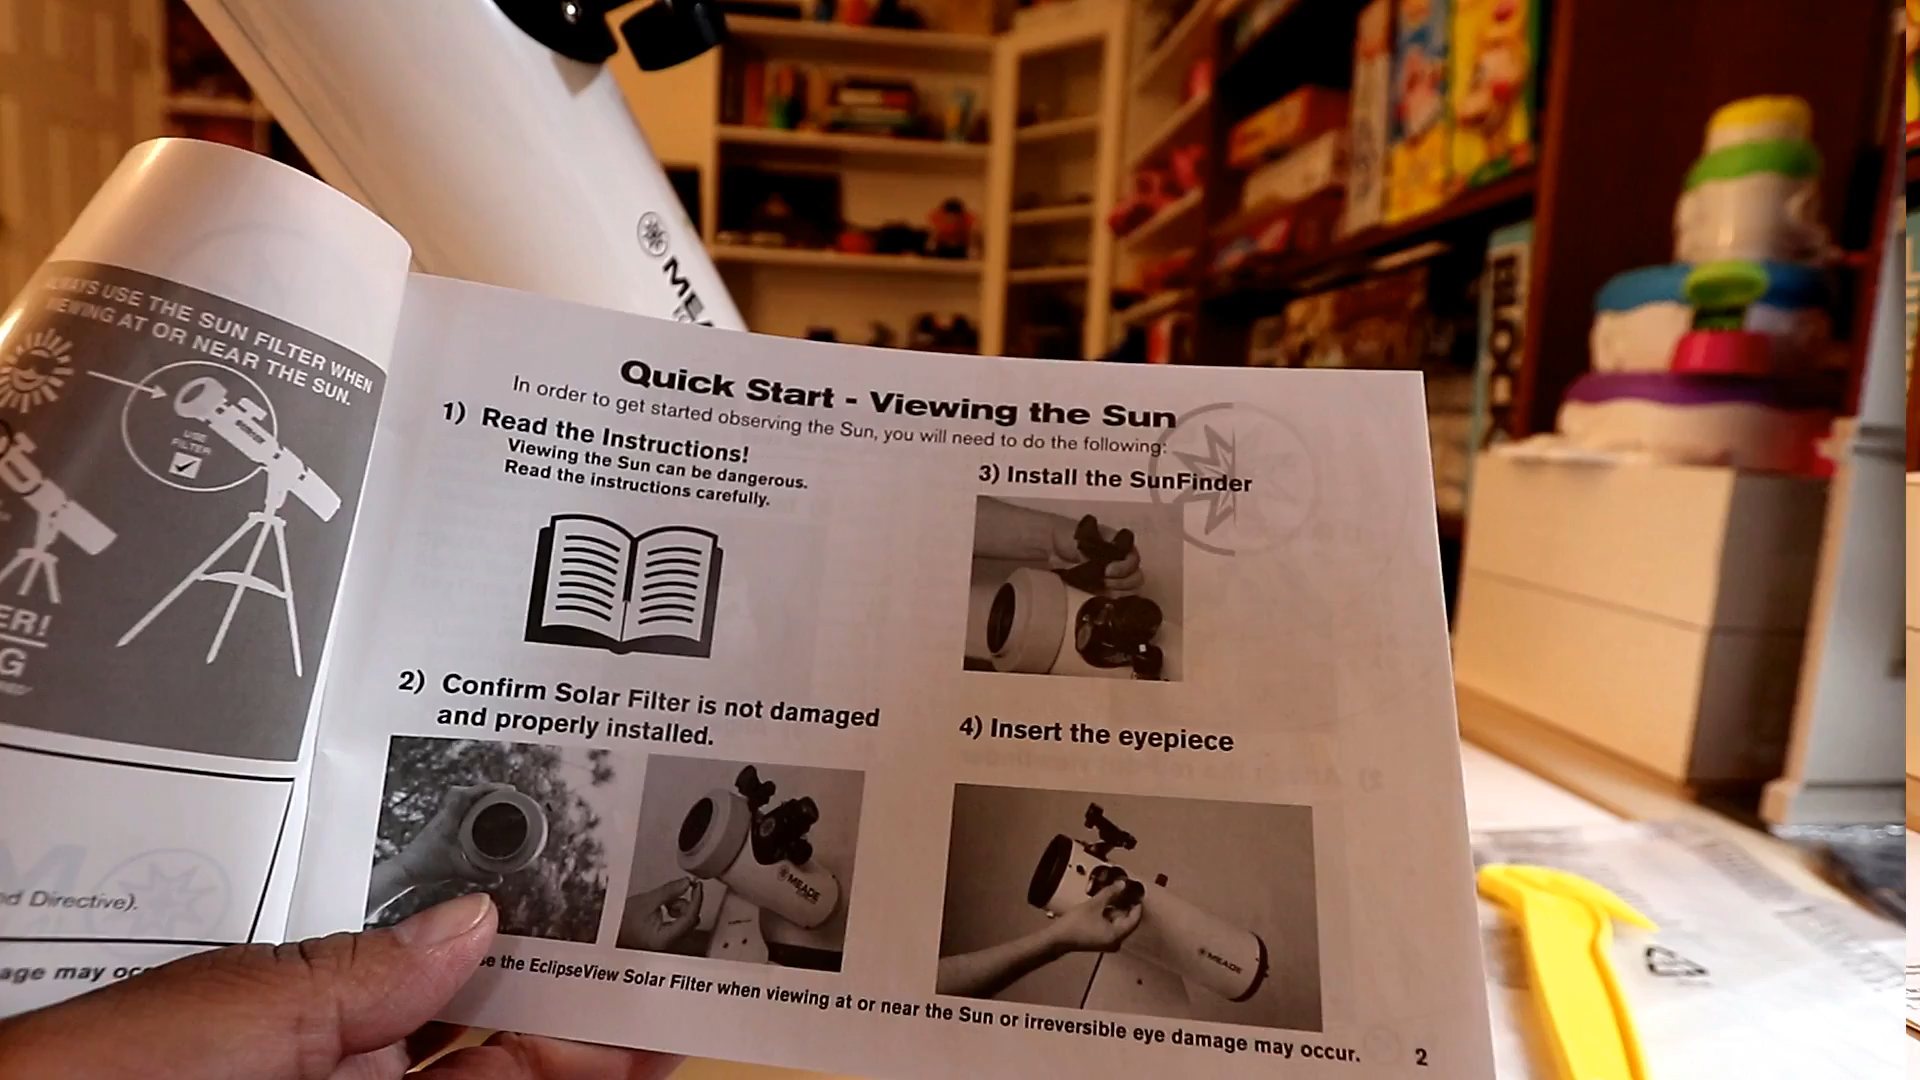 ALWAYS USE THE SUN FILTER WHEN
VIEWING AT OR NEAR THE SUN.
USE
FILTER
ER!
G
nd Directive).
age may
Quick Start - Viewing the Sun
In order to get started observing the Sun, you will need to do the following:
1) Read the Instructions!
Viewing the Sun can be dangerous.
Read the instructions carefully.
2) Confirm Solar Filter is not damaged
and properly installed.
MEADE
3) Install the SunFinder
4) Insert the eyepiece
MEADE
the EclipseView Solar Filter when viewing at or near the Sun or irreversible eye damage may occur.
2